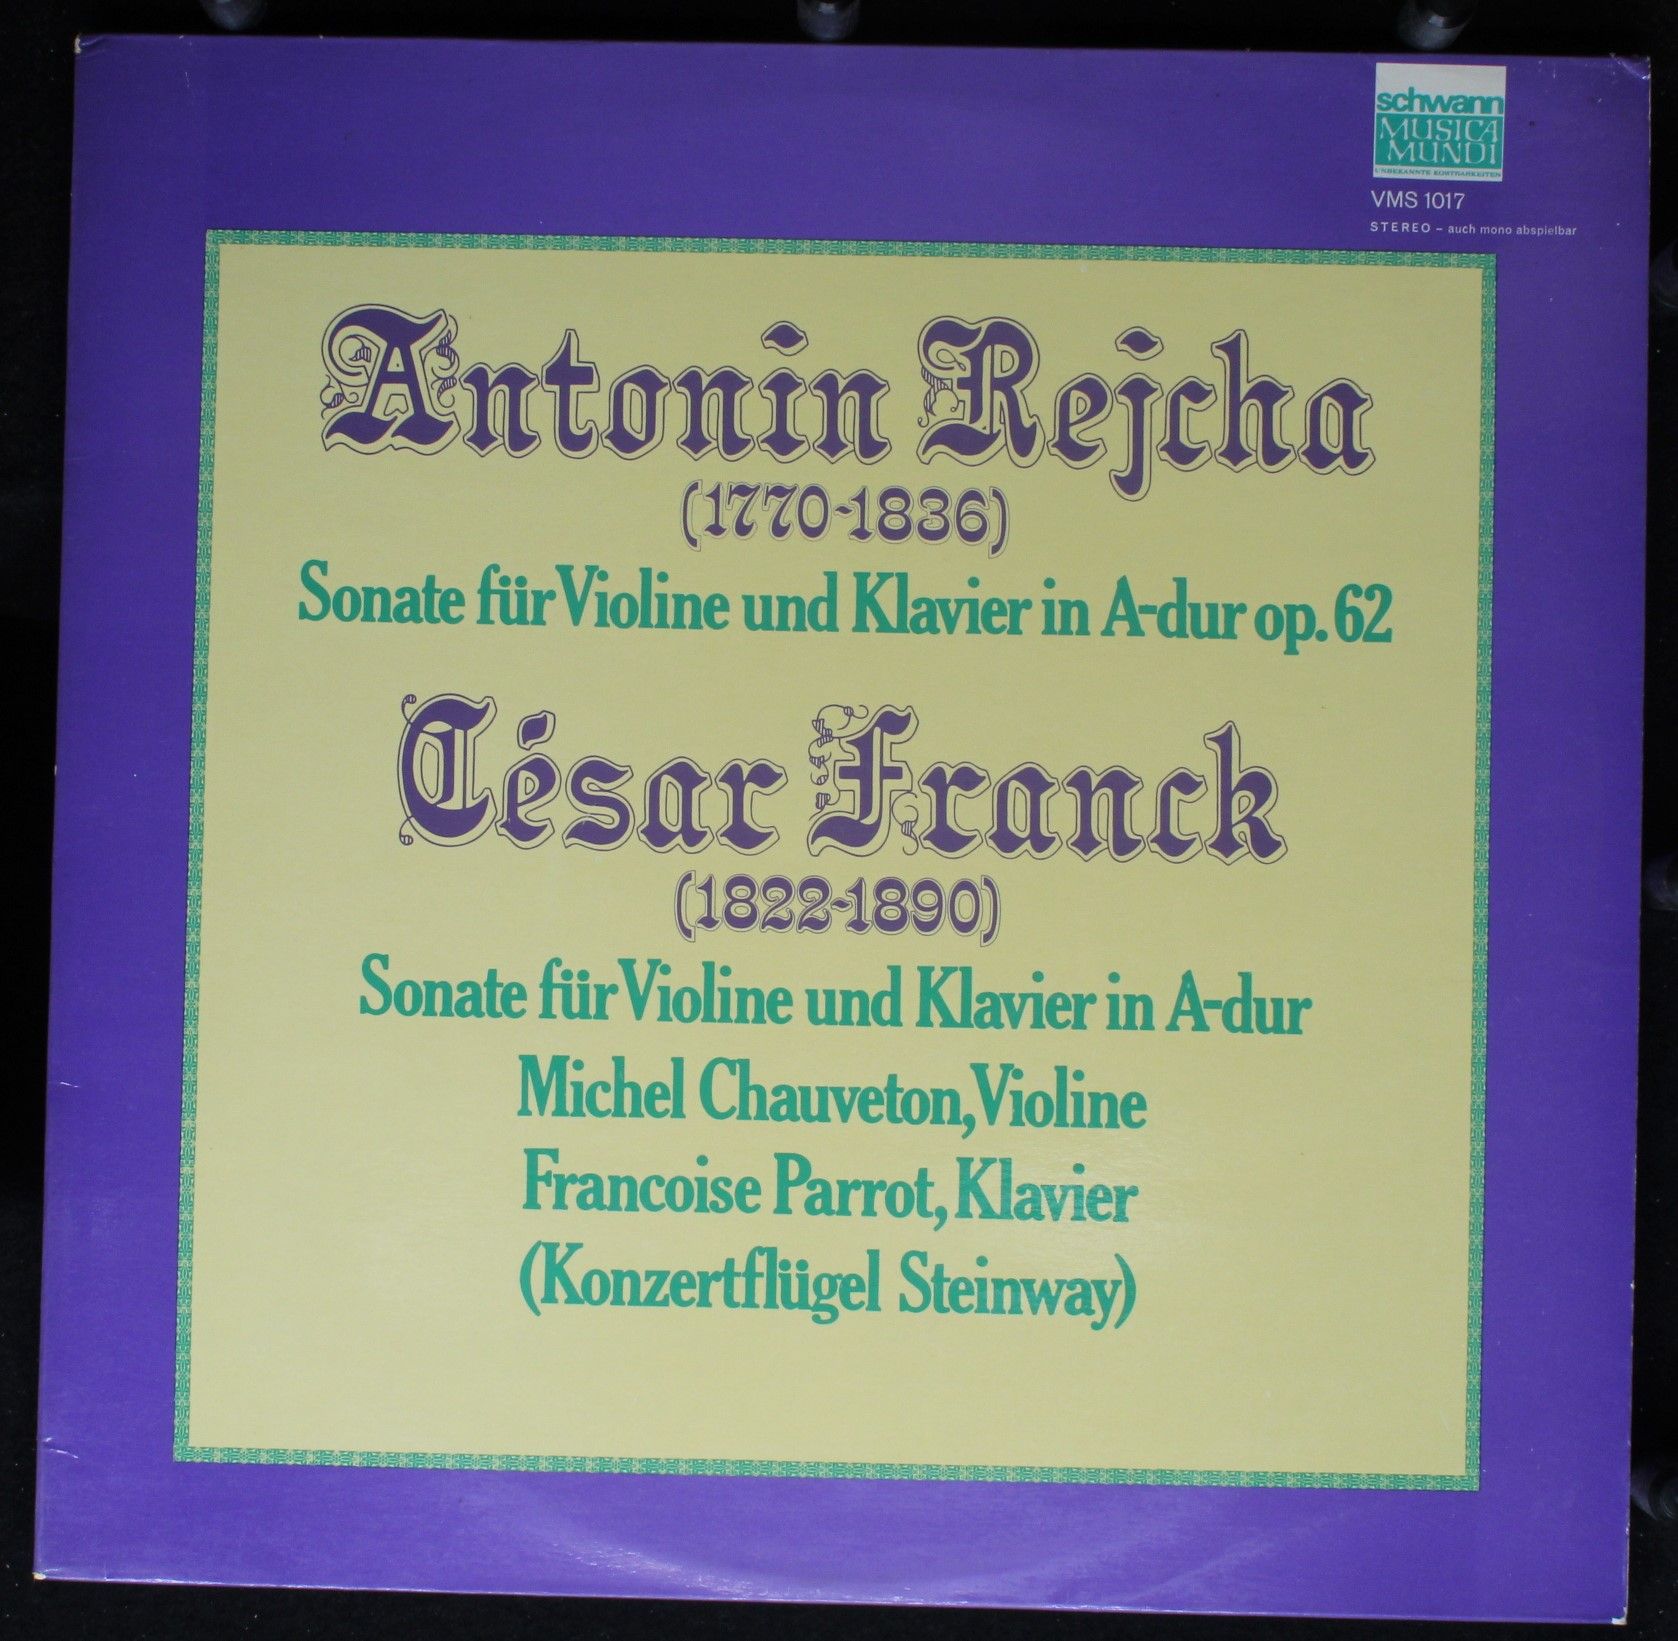 schwann
MUSICA
MUNDI
UNBEKANNTE KOSTBARKEITEN
VMS 1017
STEREO – auch mono abspielbar
Antonin Rejcha
(1770-1836)
Sonate für Violine und Klavier in A-dur op. 62
César Franck
(1822-1890)
Sonate für Violine und Klavier in A-dur
Michel Chauveton, Violine
Francoise Parrot, Klavier
(Konzertflügel Steinway)